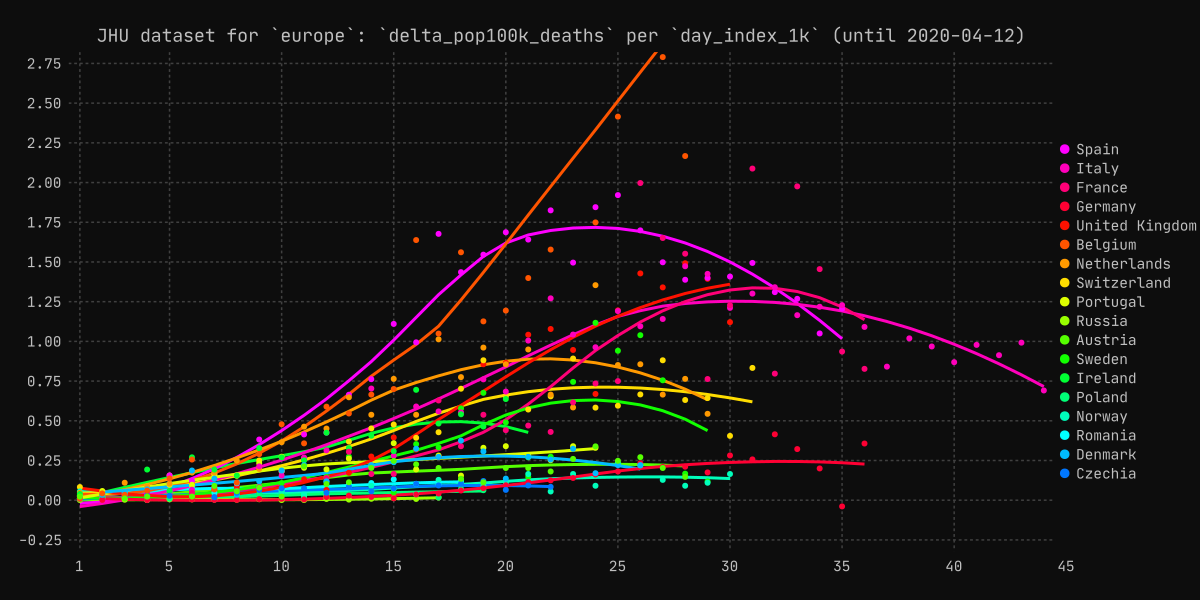 JHU dataset for `europe`: `delta_pop100k_deaths` per `day_index_1k` (until 2020-04-12)
2.75
2.50
2.25
2.00
1.75
1.50
1.25
1.00
0.75
0.50
0.25
0.00
-0.25
1 5 10 15 20 25 30 35 40 45
Spain
Italy
France
Germany
United Kingdom
Belgium
Netherlands
Switzerland
Portugal
Russia
Austria
Sweden
Ireland
Poland
Norway
Romania
Denmark
Czechia